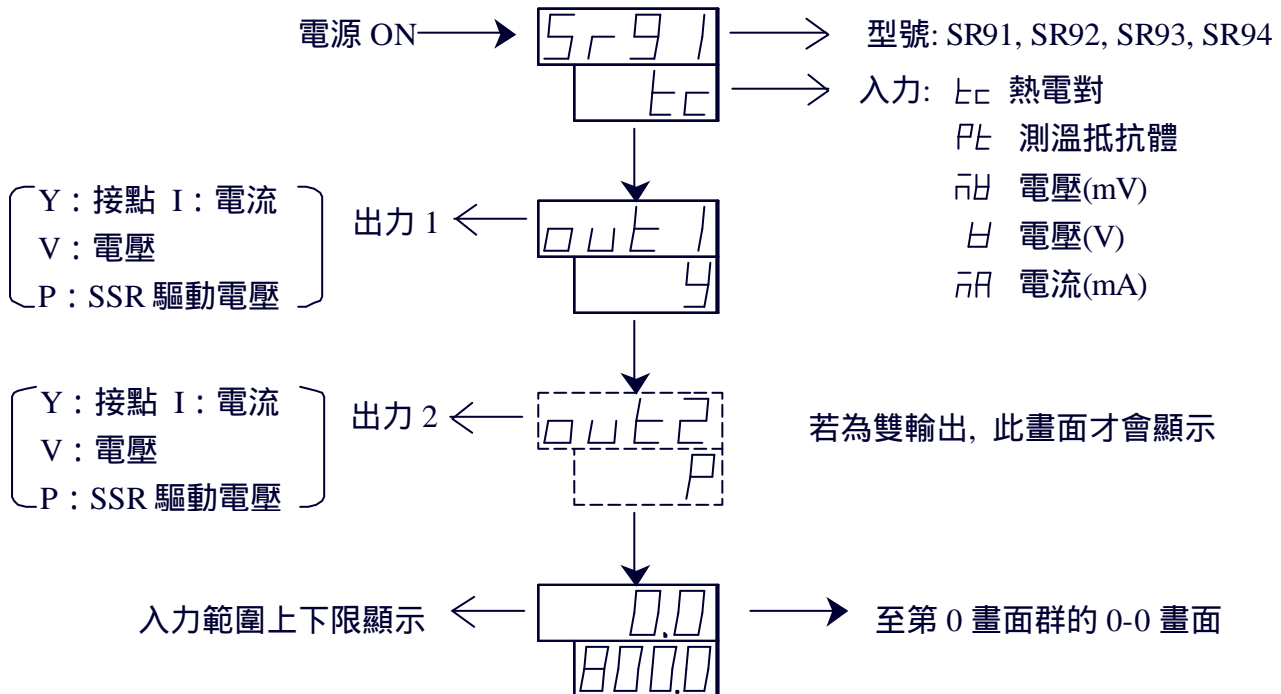 電源 ON Sr91 型號: SR91, SR92, SR93, SR94
tc 入力: tc 熱電對
Pt 測溫抵抗體
Y：接點 I：電流 出力 1 out1 電壓(mV)
V：電壓 y 電壓(V)
P：SSR 驅動電壓 電流(mA)
Y：接點 I：電流 出力 2 out2 若為雙輸出, 此畫面才會顯示
V：電壓 P
P：SSR 驅動電壓
入力範圍上下限顯示 0.0 至第 0 畫面群的 0-0 畫面
800.0